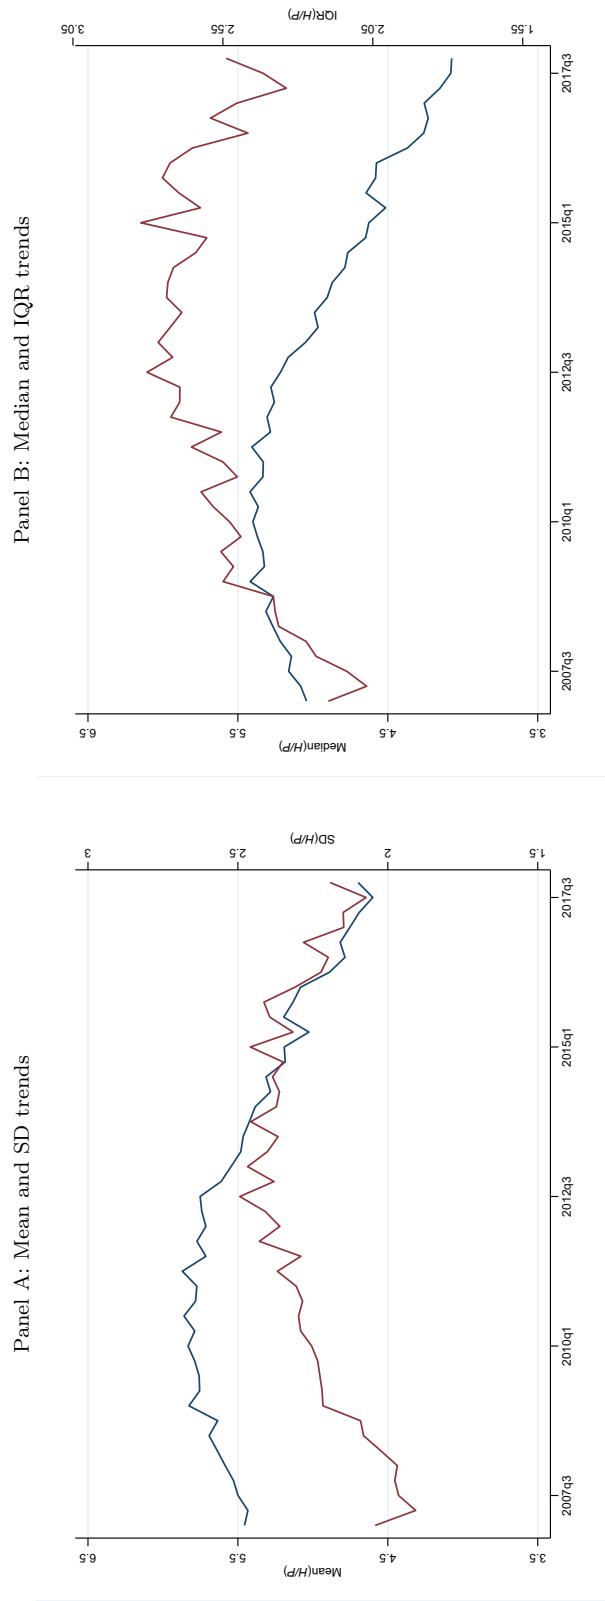 Panel A: Mean and SD trends
Mean(H/P)
6.5
5.5
4.5
3.5
SD(H/P)
3
2.5
2
1.5
2007q3
2010q1
2012q3
2015q1
2017q3
Panel B: Median and IQR trends
Median(H/P)
6.5
5.5
4.5
3.5
IQR(H/P)
3.05
2.55
2.05
1.55
2007q3
2010q1
2012q3
2015q1
2017q3